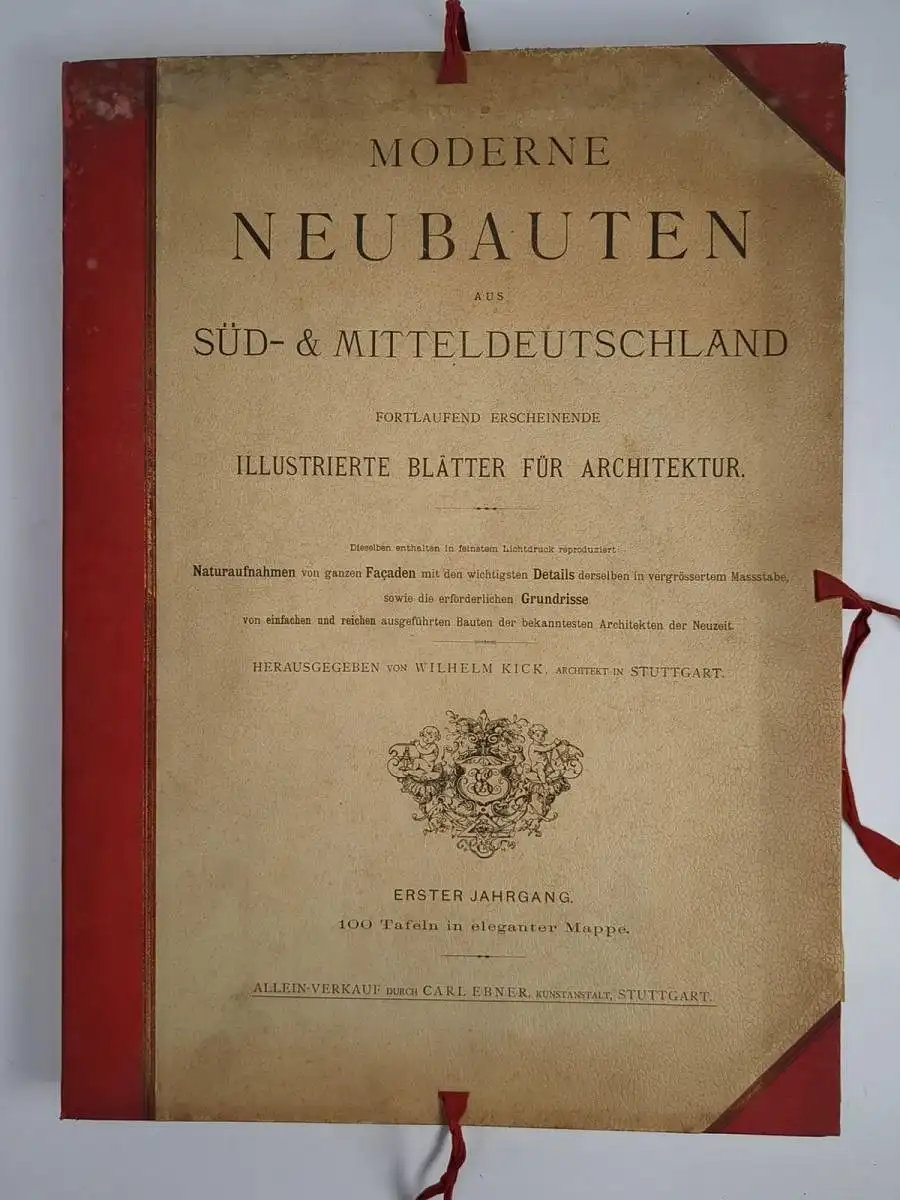 MODERNE
NEUBAUTEN
AUS
SÜD- & MITTELDEUTSCHLAND
FORTLAUFEND ERSCHEINENDE
ILLUSTRIERTE BLÄTTER FÜR ARCHITEKTUR.
Dieselben enthalten in feinstem Lichtdruck reproduziert:
Naturaufnahmen von ganzen Façaden mit den wichtigsten Details derselben in vergrössertem Massstabe,
sowie die erforderlichen Grundrisse
von einfachen und reichen ausgeführten Bauten der bekanntesten Architekten der Neuzeit.
HERAUSGEGEBEN VON WILHELM KICK, ARCHITEKT IN STUTTGART.
ERSTER JAHRGANG.
100 Tafeln in eleganter Mappe.
ALLEIN-VERKAUF DURCH CARL EBNER, KUNSTANSTALT, STUTTGART.